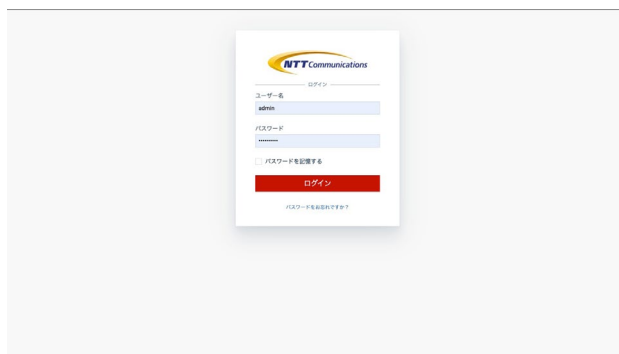 NTT Communications
ログイン
ユーザー名
admin
パスワード
••••••••••
パスワードを記憶する
ログイン
パスワードをお忘れですか？